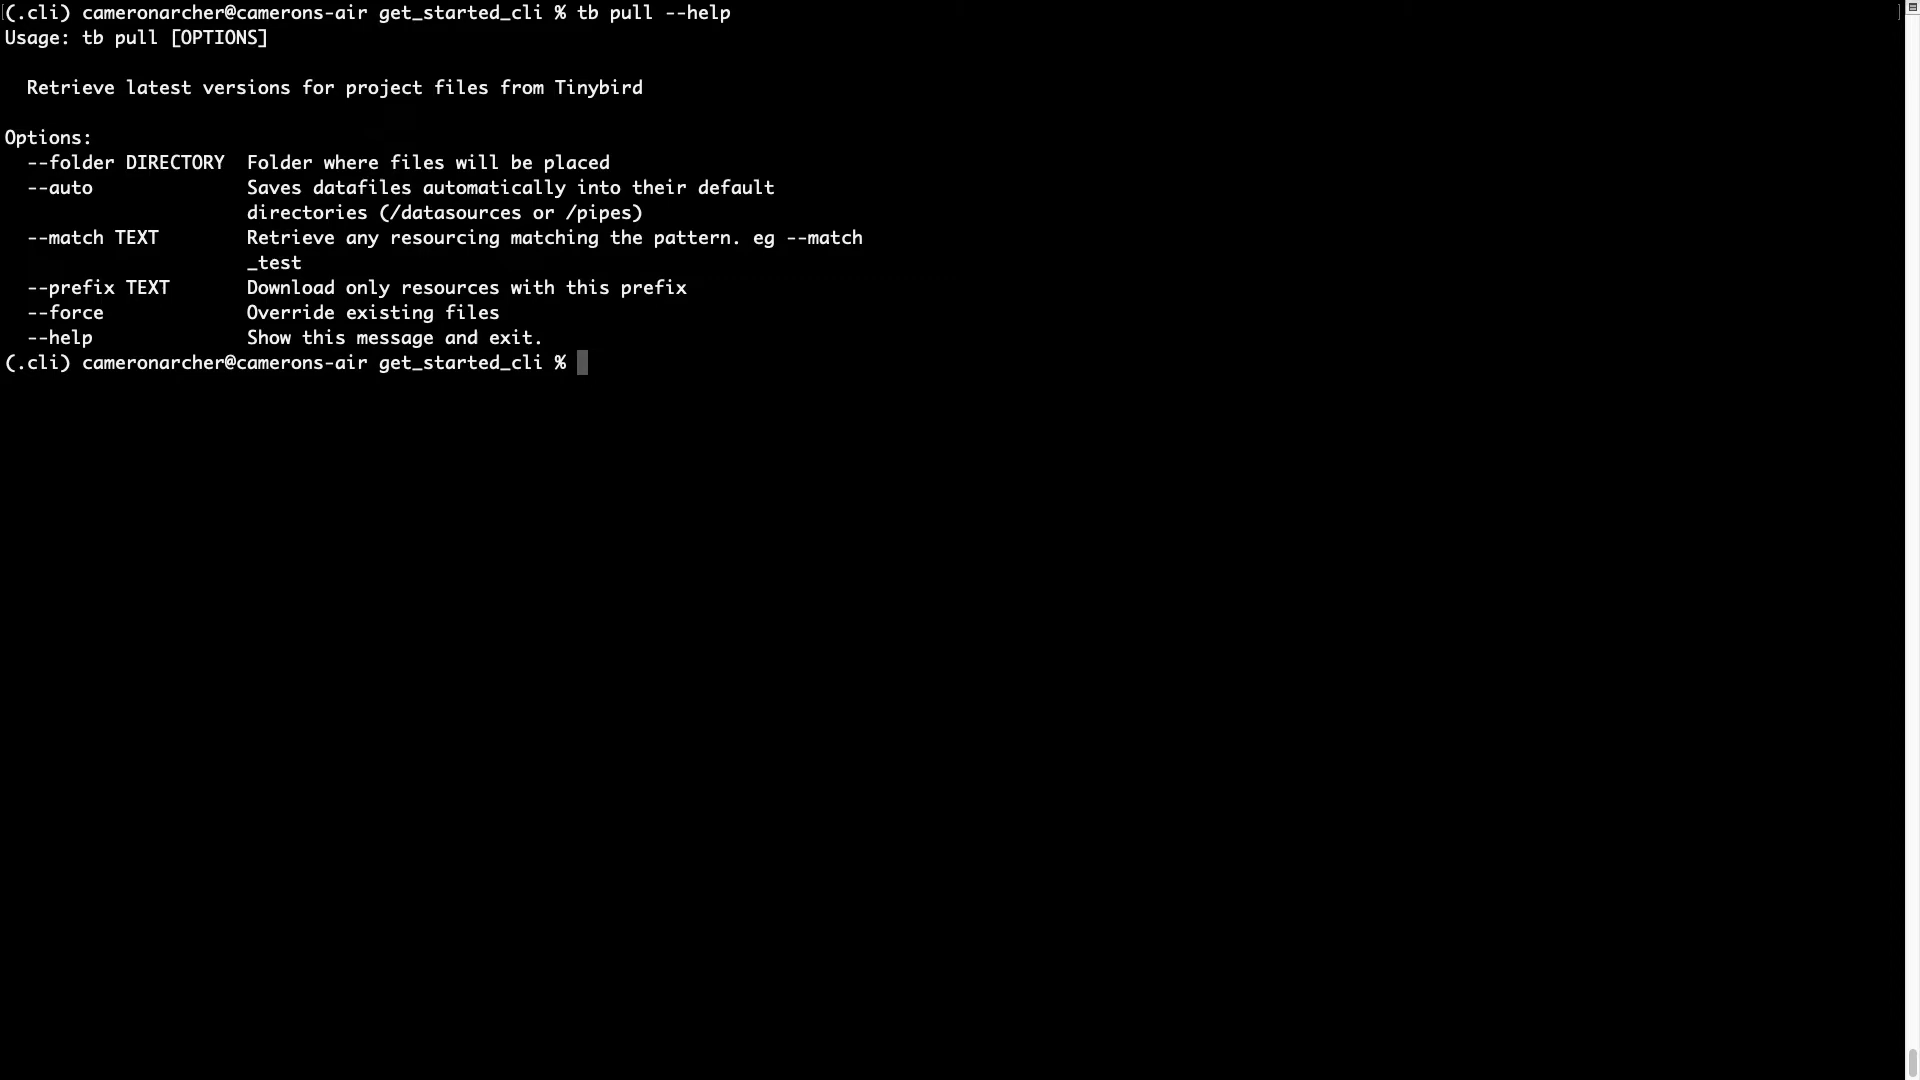 (.cli) cameronarcher@camerons-air get_started_cli % tb pull --help
Usage: tb pull [OPTIONS]
Retrieve latest versions for project files from Tinybird
Options:
--folder DIRECTORY  Folder where files will be placed
--auto              Saves datafiles automatically into their default
directories (/datasources or /pipes)
--match TEXT        Retrieve any resourcing matching the pattern. eg --match
_test
--prefix TEXT       Download only resources with this prefix
--force             Override existing files
--help              Show this message and exit.
(.cli) cameronarcher@camerons-air get_started_cli %